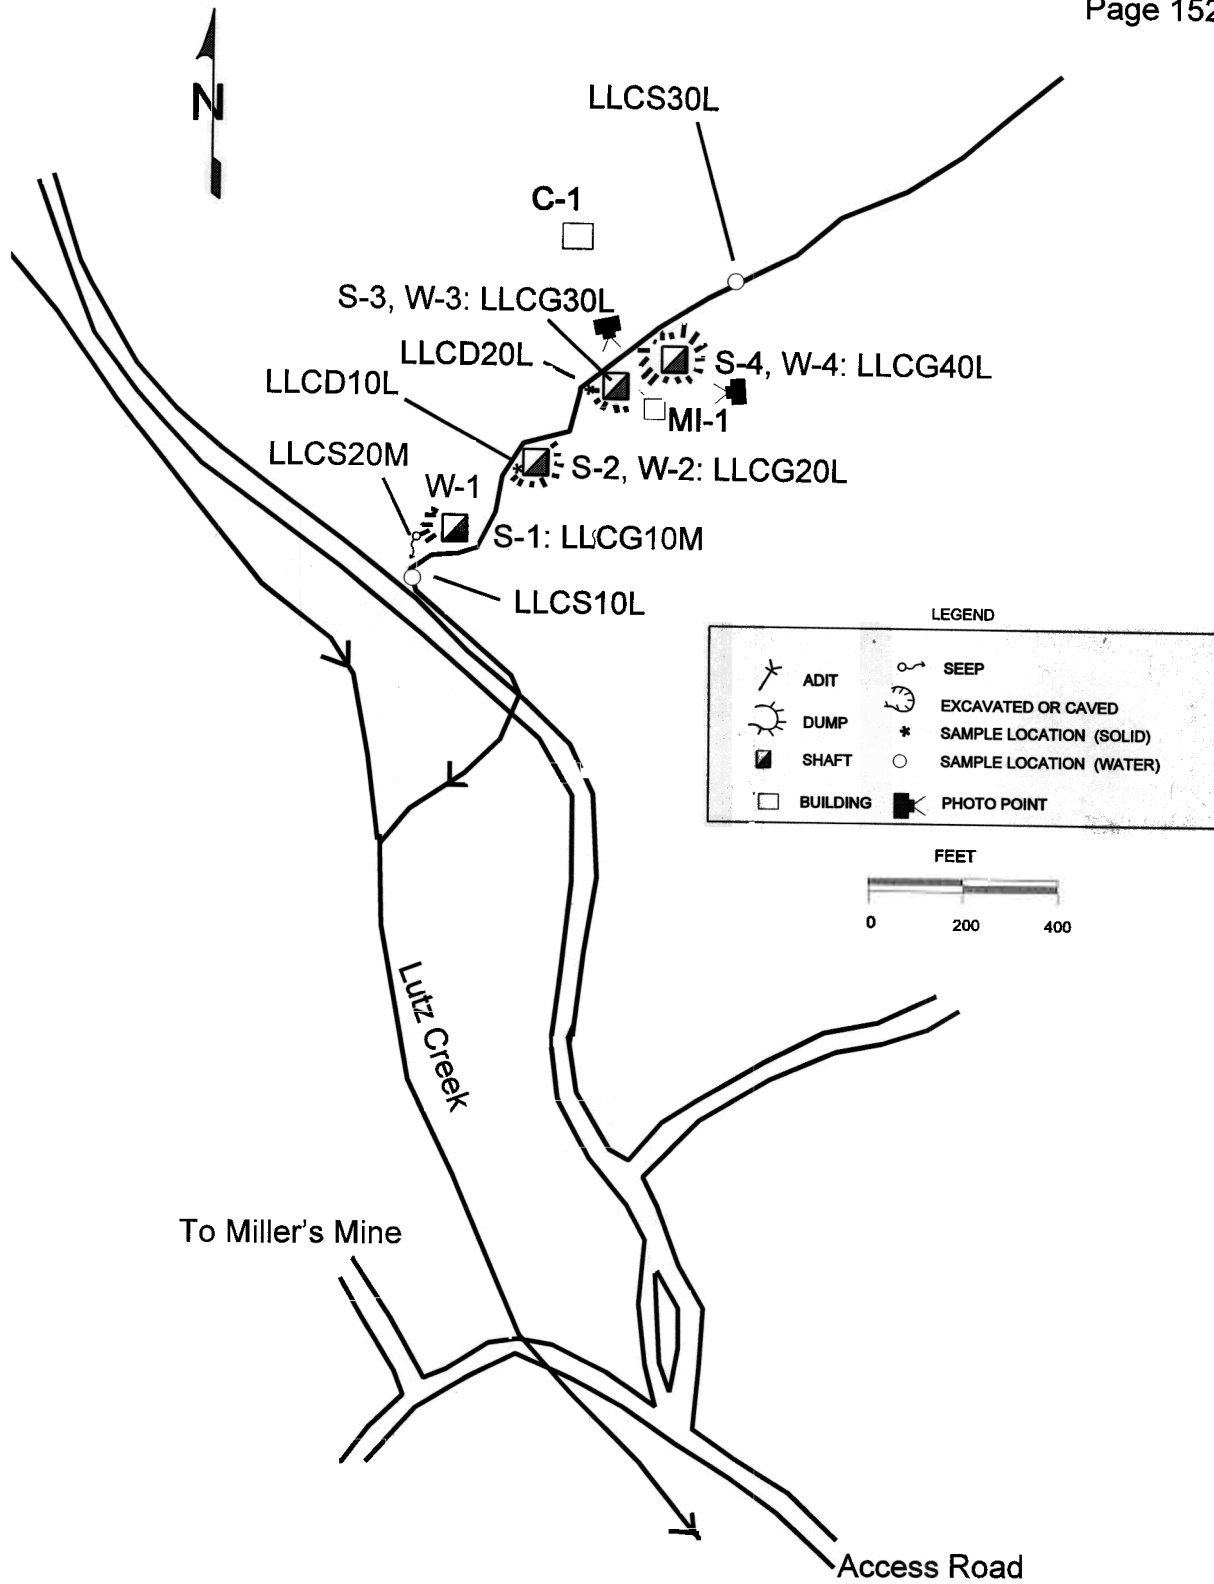 Page 152
N
LLCS30L
C-1
S-3, W-3: LLCG30L
LLCD20L
S-4, W-4: LLCG40L
LLCD10L
MI-1
LLCS20M
S-2, W-2: LLCG20L
W-1
S-1: LLCG10M
LLCS10L
LEGEND
ADIT
SEEP
DUMP
EXCAVATED OR CAVED
SAMPLE LOCATION (SOLID)
SHAFT
SAMPLE LOCATION (WATER)
BUILDING
PHOTO POINT
FEET
0 200 400
Lutz Creek
To Miller's Mine
Access Road